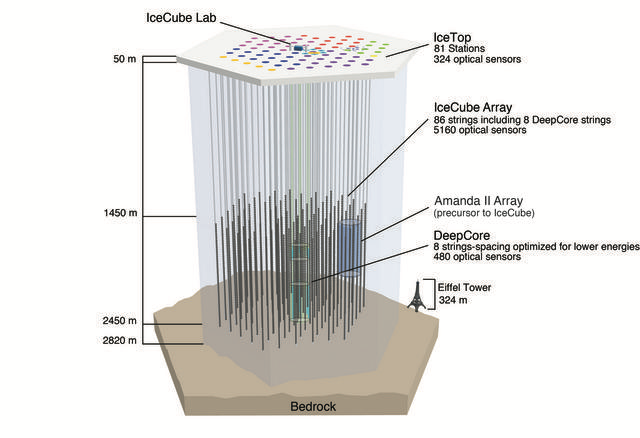 IceCube Lab
IceTop
81 Stations
324 optical sensors
50 m
IceCube Array
86 strings including 8 DeepCore strings
5160 optical sensors
Amanda II Array
(precursor to IceCube)
1450 m
DeepCore
8 strings-spacing optimized for lower energies
480 optical sensors
Eiffel Tower
324 m
2450 m
2820 m
Bedrock